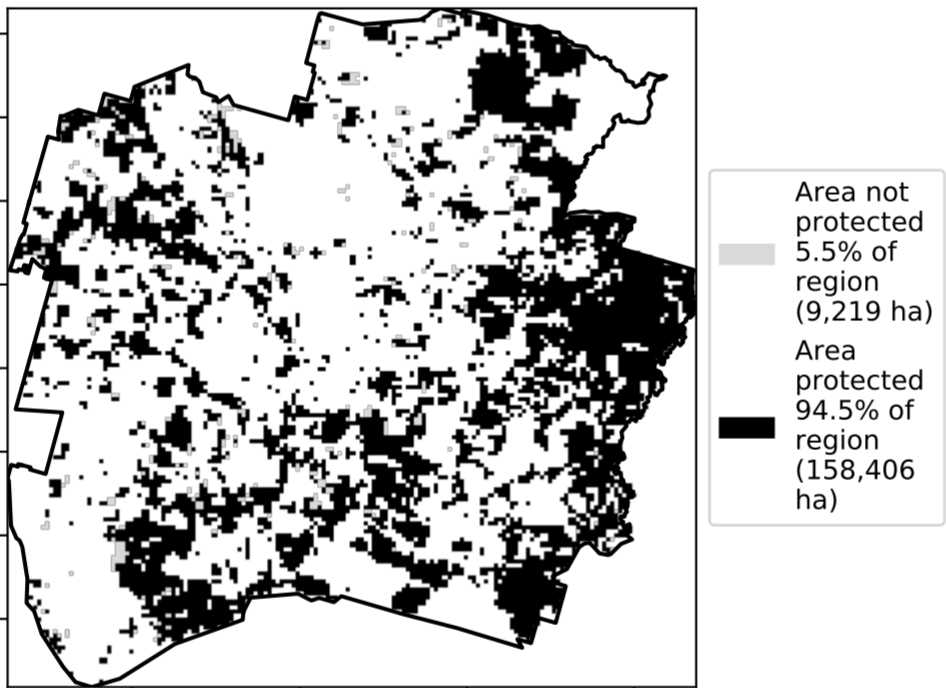 Area not
protected
5.5% of
region
(9,219 ha)
Area
protected
94.5% of
region
(158,406
ha)